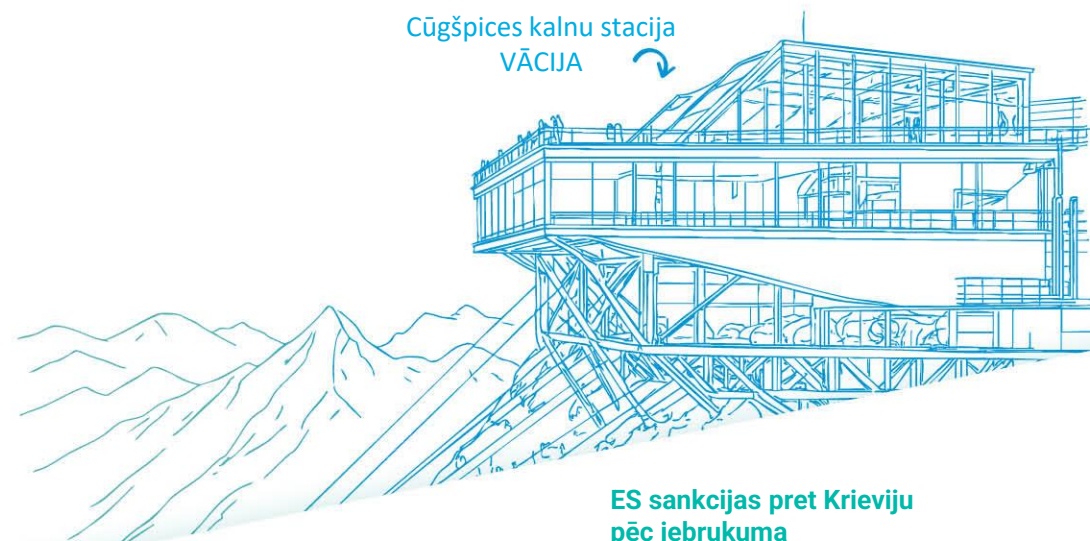 Cūgšpices kalnu stacija
VĀCIJA
ES sankcijas pret Krieviju
pēc iebrukuma